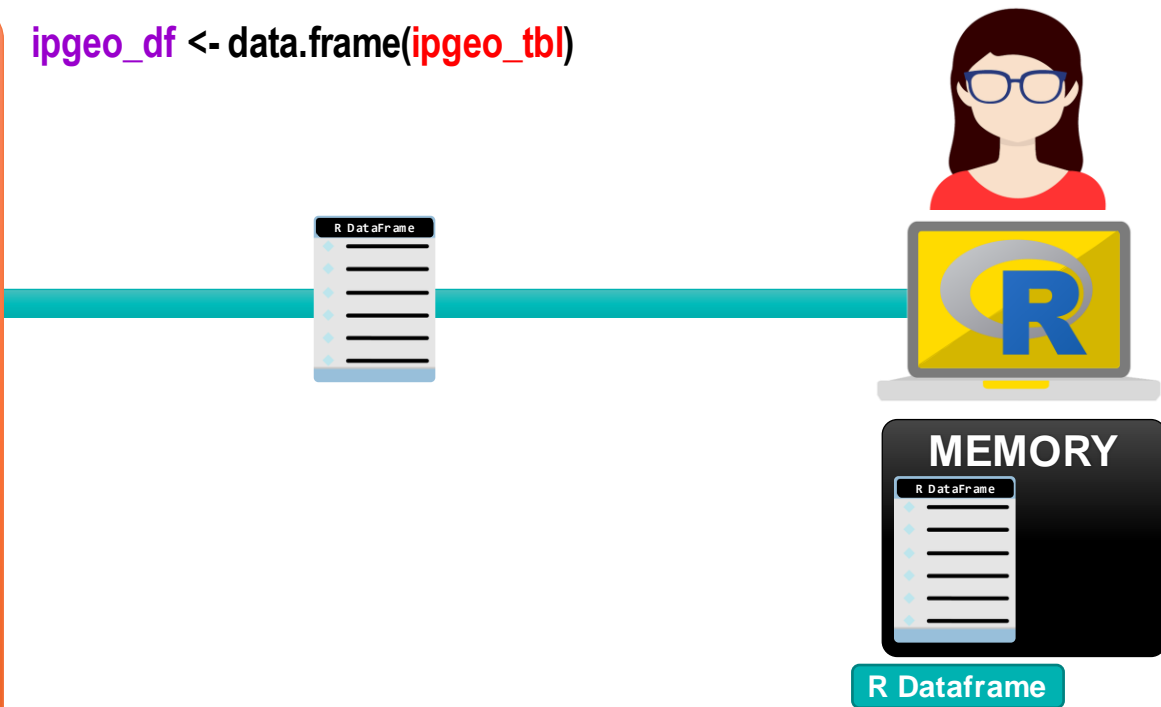 ipgeo_df <- data.frame(ipgeo_tbl)
R DataFrame
R
MEMORY
R DataFrame
R Dataframe